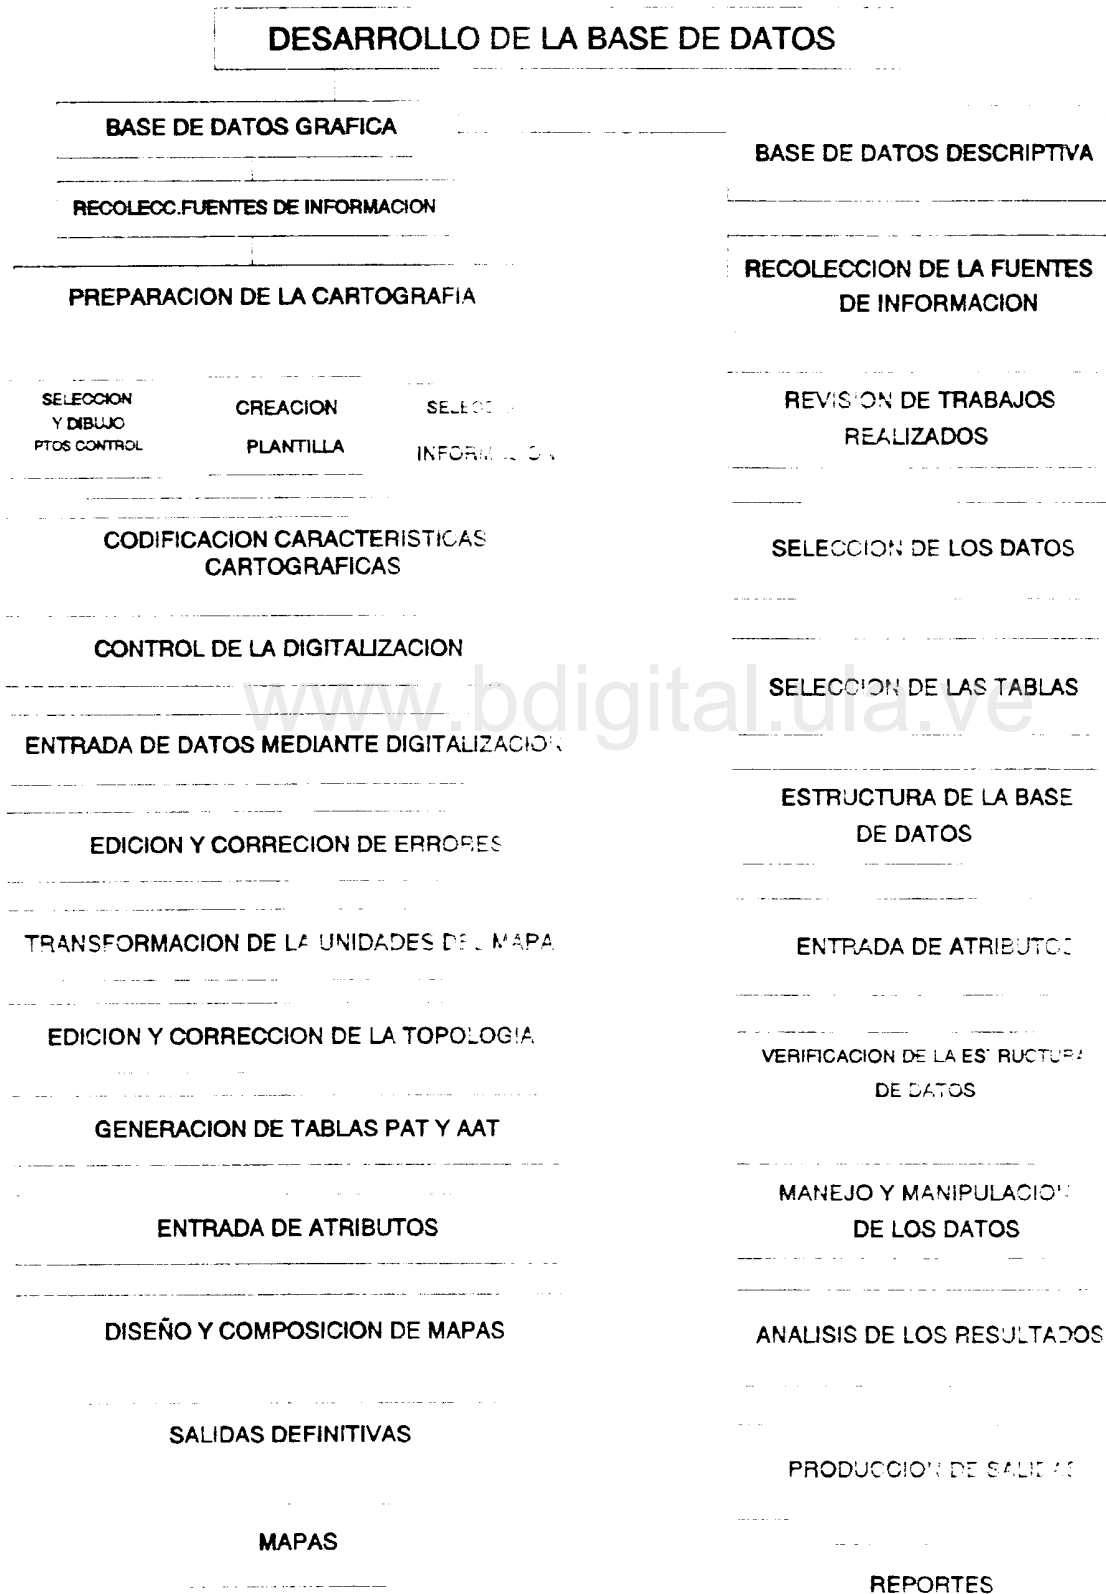 DESARROLLO DE LA BASE DE DATOS
BASE DE DATOS GRAFICA
RECOLECC.FUENTES DE INFORMACION
PREPARACION DE LA CARTOGRAFIA
SELECCION
Y DIBUJO
PTOS CONTROL
CREACION
PLANTILLA
CODIFICACION CARACTERISTICAS
CARTOGRAFICAS
CONTROL DE LA DIGITALIZACION
ENTRADA DE DATOS MEDIANTE DIGITALIZACION
EDICION Y CORRECION DE ERRORES
TRANSFORMACION DE LA UNIDADES DEL MAPA
EDICION Y CORRECCION DE LA TOPOLOGIA
GENERACION DE TABLAS PAT Y AAT
ENTRADA DE ATRIBUTOS
DISEÑO Y COMPOSICION DE MAPAS
SALIDAS DEFINITIVAS
MAPAS
BASE DE DATOS DESCRIPTIVA
RECOLECCION DE LA FUENTES
DE INFORMACION
REVISION DE TRABAJOS
REALIZADOS
SELECCION DE LOS DATOS
SELECCION DE LAS TABLAS
ESTRUCTURA DE LA BASE
DE DATOS
ENTRADA DE ATRIBUTOS
VERIFICACION DE LA ESTRUCTURA
DE DATOS
MANEJO Y MANIPULACION
DE LOS DATOS
ANALISIS DE LOS RESULTADOS
PRODUCCION DE SALIDAS
REPORTES
www.bdigital.ula.ve